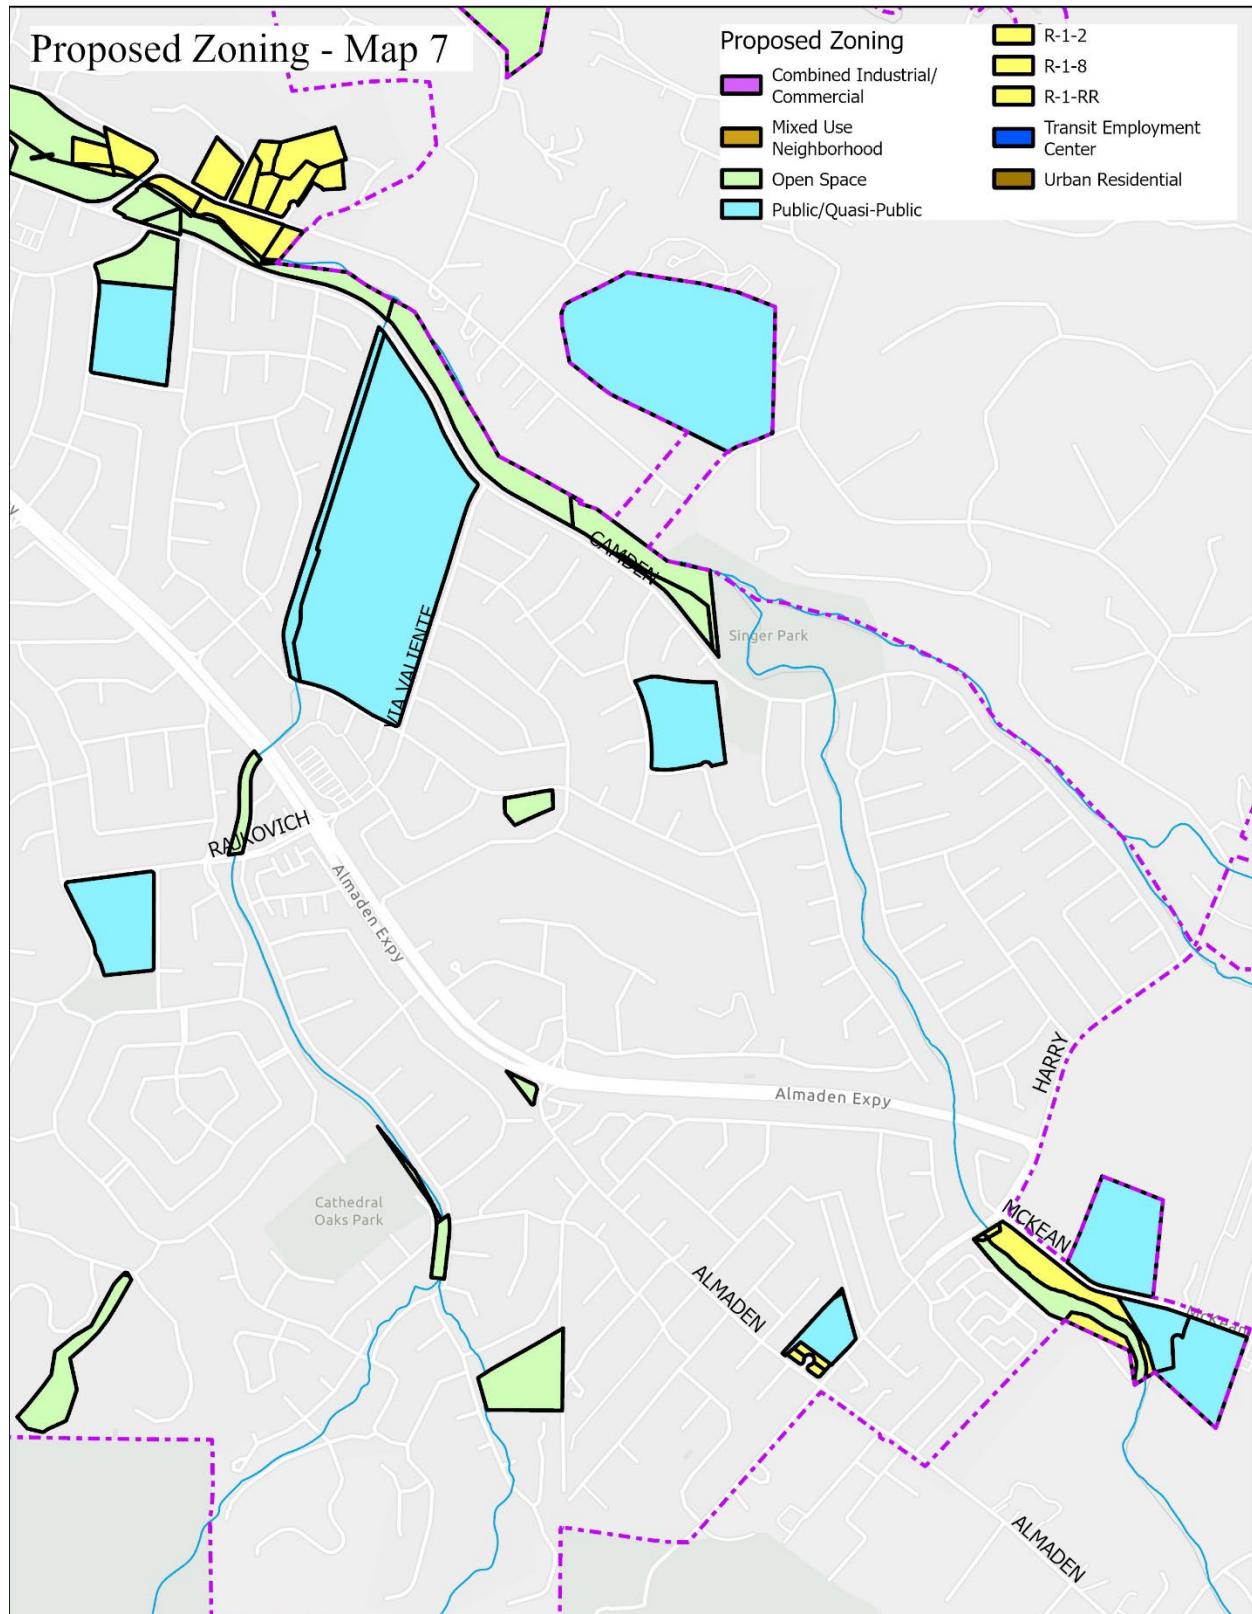 Proposed Zoning - Map 7
Proposed Zoning
Combined Industrial/
Commercial
Mixed Use
Neighborhood
Open Space
Public/Quasi-Public
R-1-2
R-1-8
R-1-RR
Transit Employment
Center
Urban Residential
CAMDEN
VIA VALIENTE
Singer Park
RAJKOVICH
Almaden Expy
Almaden Expy
HARRY
Cathedral
Oaks Park
MCKEAN
McKean
ALMADEN
ALMADEN